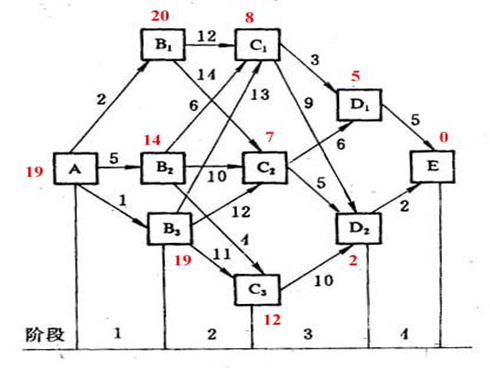 20 8
B₁ 12 C₁
3 5
2 14 13 D₁
6 9
14 7 5 0
19 A 5 B₂ 10 C₂ 6 E
1 12 5 2
B₃ 4 D₂
19 11 10 2
C₃
12
阶段 1 2 3 4